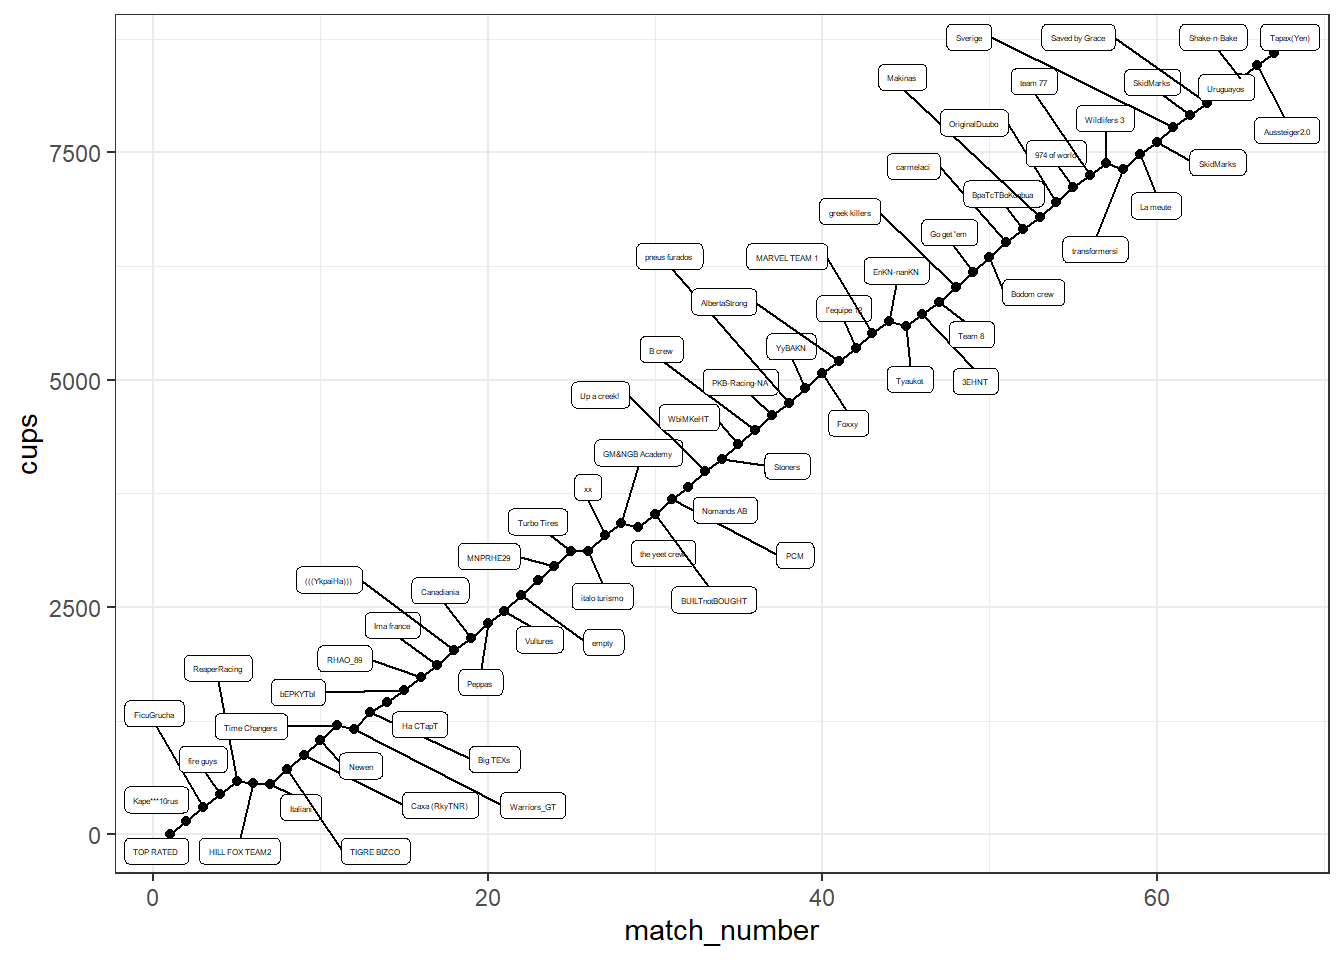 Sverige
Saved by Grace
Shake-n-Bake
Tapax(Yen)
Makinas
team 77
SkidMarks
Uruguayos
OriginalDuubo
Wildlifers 3
Aussteiger2.0
7500
974 of world
carmelaci
SkidMarks
La meute
greek killers
Go get 'em
transformersi
pneus furados
MARVEL TEAM 1
EnKN-nanKN
Bodom crew
AlbertaStrong
Team 8
B crew
YyBAKN
5000
PKB-Racing-NA
Tyaukot
3EHNT
Up a creek!
WbiMKeHT
Foxxy
cups
GM&NGB Academy
Stoners
xx
Turbo Tires
Nomands AB
MNPRHE29
the yeet crew
PCM
(((YkpaiHa)))
Canadiania
italo turismo
BUILTnotBOUGHT
2500
Ima france
Vultures
empty
ReaperRacing
RHAO_89
Peppas
bEPKYTbI
FicuGrucha
Time Changers
Ha CTapT
fire guys
Newen
Big TEXs
Kape***10rus
Italiani
Caxa (RkyTNR)
Warriors_GT
0
TOP RATED
HILL FOX TEAM2
TIGRE BIZCO
0
20
40
60
match_number